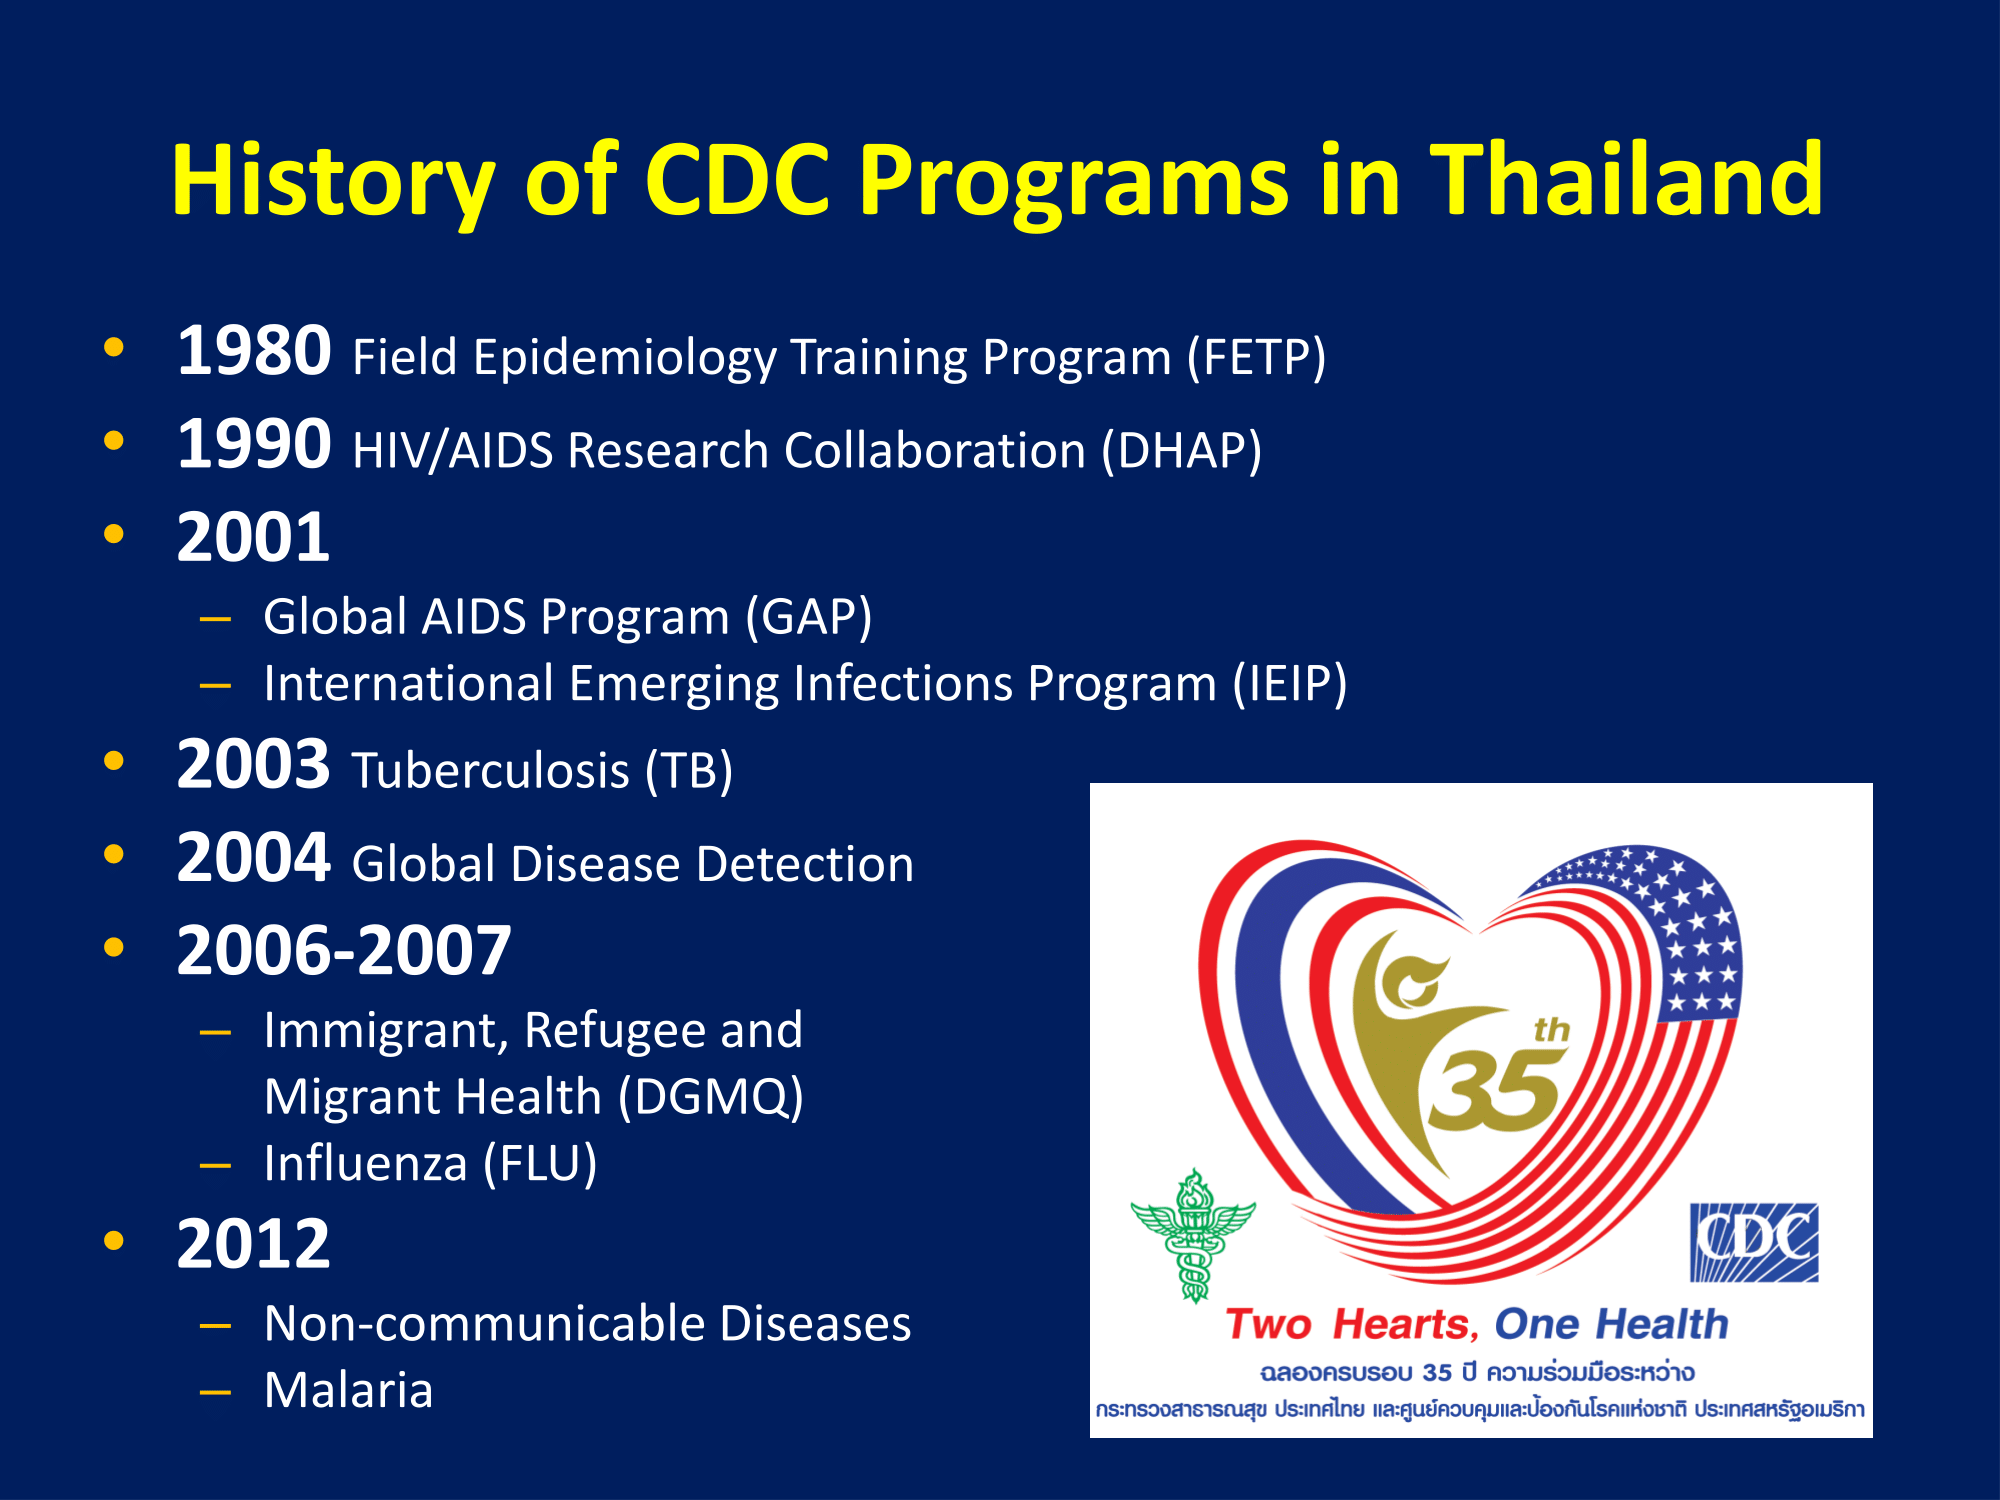 History of CDC Programs in Thailand
• 1980 Field Epidemiology Training Program (FETP)
• 1990 HIV/AIDS Research Collaboration (DHAP)
• 2001
– Global AIDS Program (GAP)
– International Emerging Infections Program (IEIP)
• 2003 Tuberculosis (TB)
• 2004 Global Disease Detection
• 2006-2007
– Immigrant, Refugee and
Migrant Health (DGMQ)
– Influenza (FLU)
• 2012
– Non-communicable Diseases
– Malaria
35th
CDC
Two Hearts, One Health
ฉลองครบรอบ 35 ปี ความร่วมมือระหว่าง
กระทรวงสาธารณสุข ประเทศไทย และศูนย์ควบคุมและป้องกันโรคแห่งชาติ ประเทศสหรัฐอเมริกา